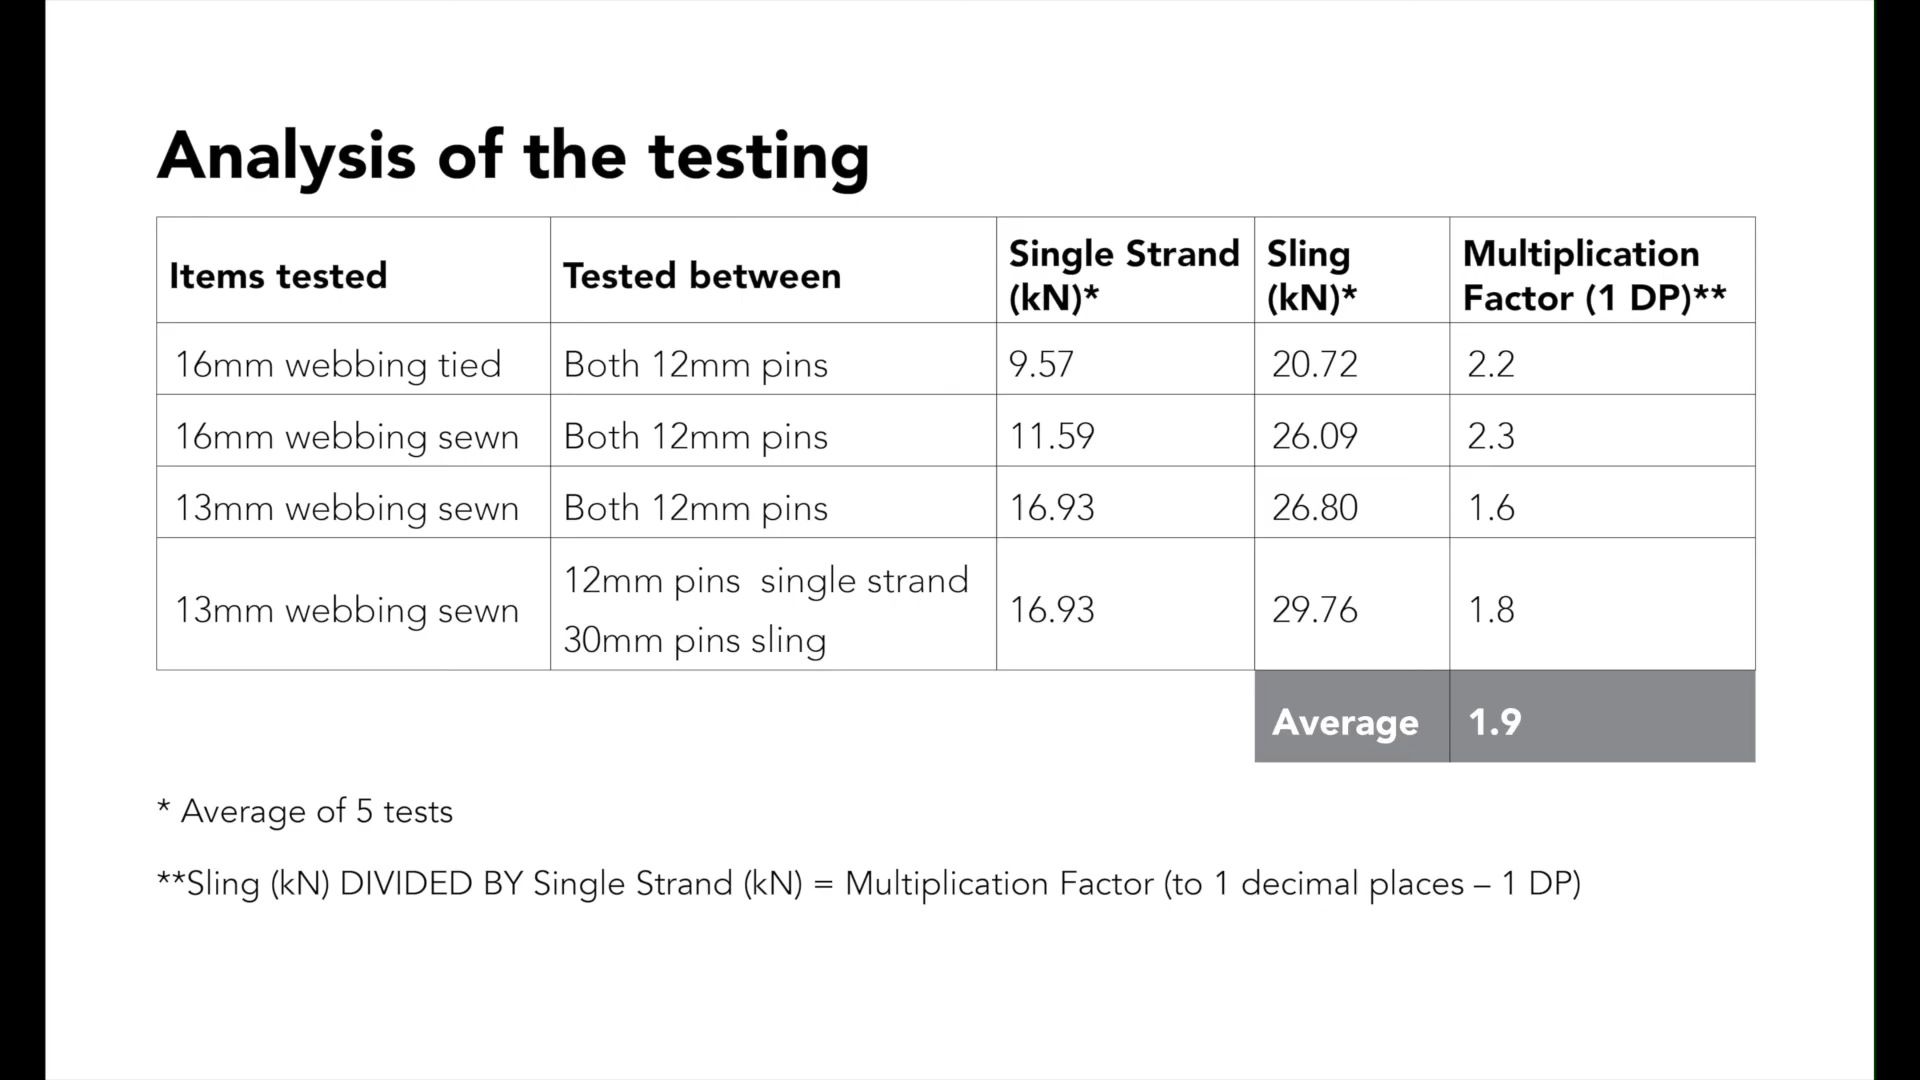 Analysis of the testing
Items tested
Tested between
Single Strand
(kN)*
Sling
(kN)*
Multiplication
Factor (1 DP)**
16mm webbing tied
Both 12mm pins
9.57
20.72
2.2
16mm webbing sewn
Both 12mm pins
11.59
26.09
2.3
13mm webbing sewn
Both 12mm pins
16.93
26.80
1.6
13mm webbing sewn
12mm pins  single strand
30mm pins sling
16.93
29.76
1.8
Average
1.9
* Average of 5 tests
**Sling (kN) DIVIDED BY Single Strand (kN) = Multiplication Factor (to 1 decimal places – 1 DP)